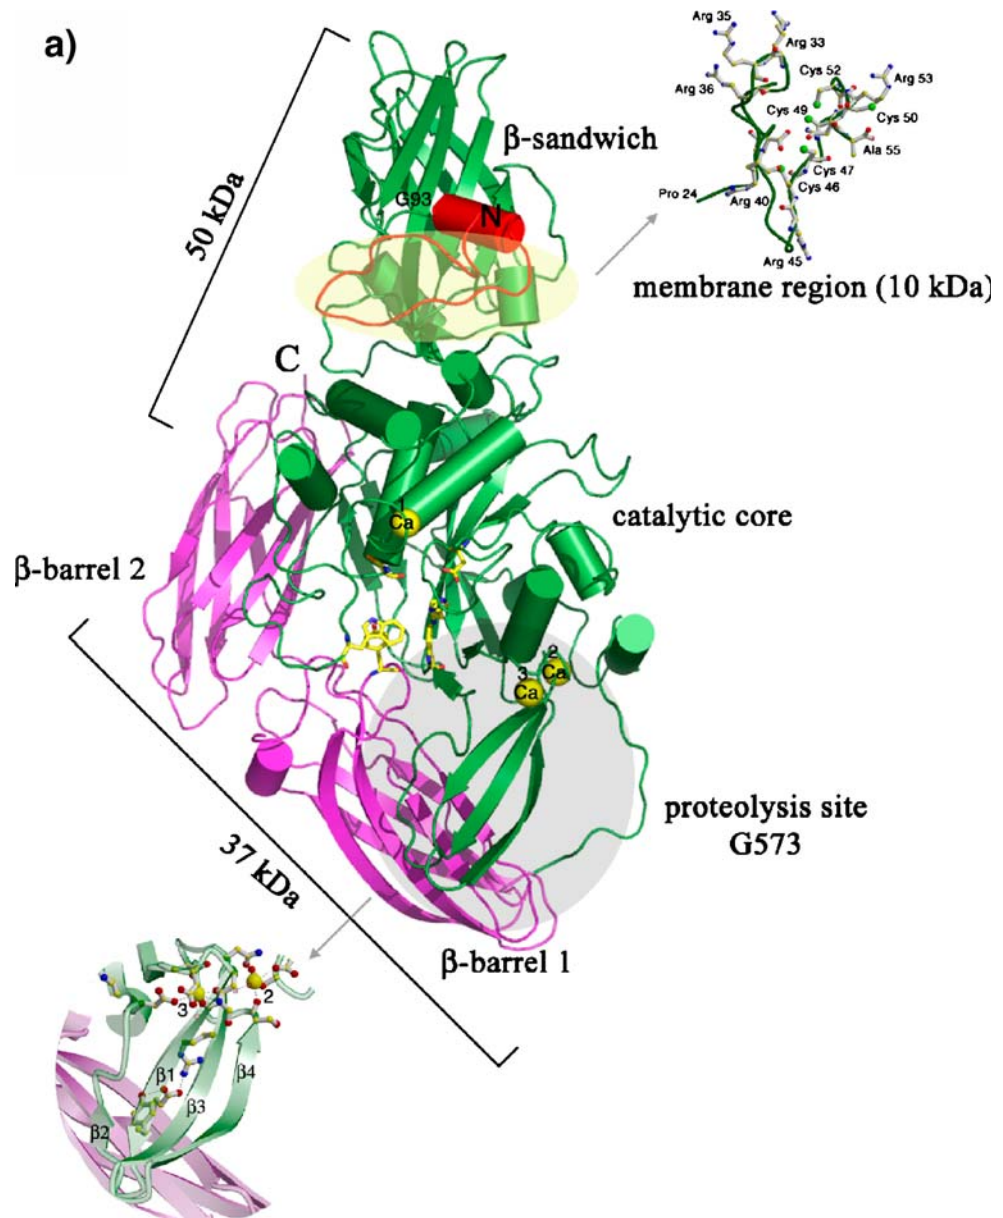 a)
50 kDa
β-sandwich
G93
N
C
Arg 35
Arg 33
Arg 36
Cys 52
Arg 53
Cys 49
Cys 50
Ala 55
Cys 47
Cys 46
Pro 24
Arg 40
Arg 45
membrane region (10 kDa)
1
Ca
catalytic core
β-barrel 2
2
Ca
3
Ca
proteolysis site
G573
37 kDa
β-barrel 1
3
2
β1
β4
β3
β2